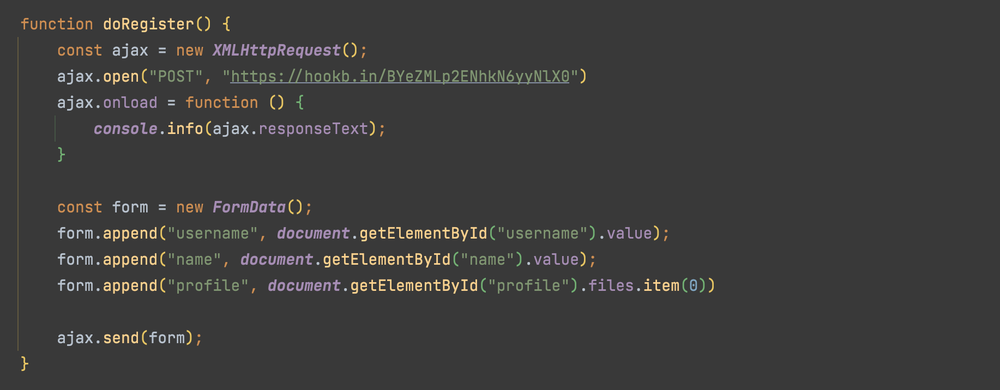 function doRegister() {
    const ajax = new XMLHttpRequest();
    ajax.open("POST", "https://hookb.in/BYeZMLp2ENhkN6yyNlX0")
    ajax.onload = function () {
        console.info(ajax.responseText);
    }
    const form = new FormData();
    form.append("username", document.getElementById("username").value);
    form.append("name", document.getElementById("name").value);
    form.append("profile", document.getElementById("profile").files.item(0))
    ajax.send(form);
}